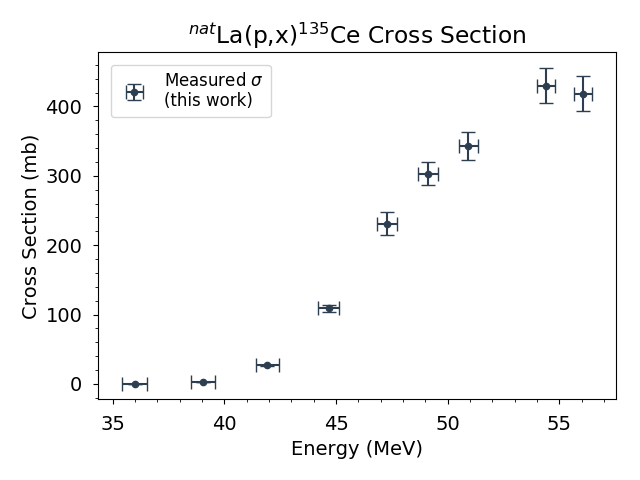 natLa(p,x)135Ce Cross Section
Measured σ
(this work)
Cross Section (mb)
400
300
200
100
0
35 40 45 50 55
Energy (MeV)